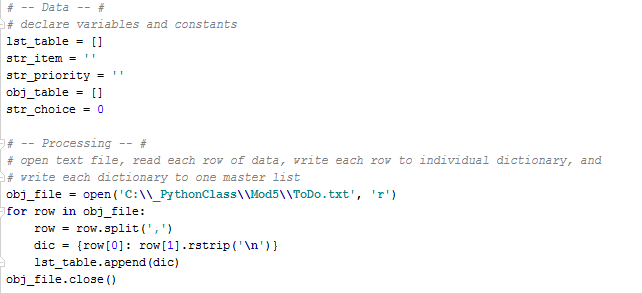 # -- Data -- #
# declare variables and constants
lst_table = []
str_item = ''
str_priority = ''
obj_table = []
str_choice = 0
# -- Processing -- #
# open text file, read each row of data, write each row to individual dictionary, and
# write each dictionary to one master list
obj_file = open('C:\\_PythonClass\\Mod5\\ToDo.txt', 'r')
for row in obj_file:
    row = row.split(',')
    dic = {row[0]: row[1].rstrip('\n')}
    lst_table.append(dic)
obj_file.close()